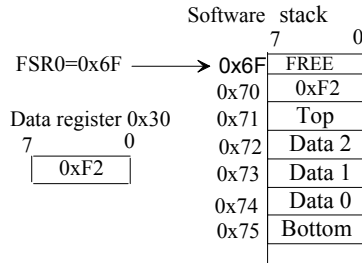 Software stack
7 0
FSR0=0x6F 0x6F FREE
0x70 0xF2
Data register 0x30 0x71 Top
7 0 0x72 Data 2
0xF2 0x73 Data 1
0x74 Data 0
0x75 Bottom